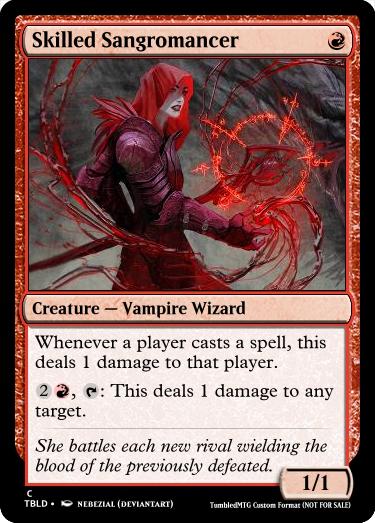 Skilled Sangromancer
Creature — Vampire Wizard
Whenever a player casts a spell, this
deals 1 damage to that player.
2 , : This deals 1 damage to any
target.
She battles each new rival wielding the
blood of the previously defeated.
1/1
C
TBLD • NEBEZIAL (DEVIANTART)
TumbledMTG Custom Format (NOT FOR SALE)